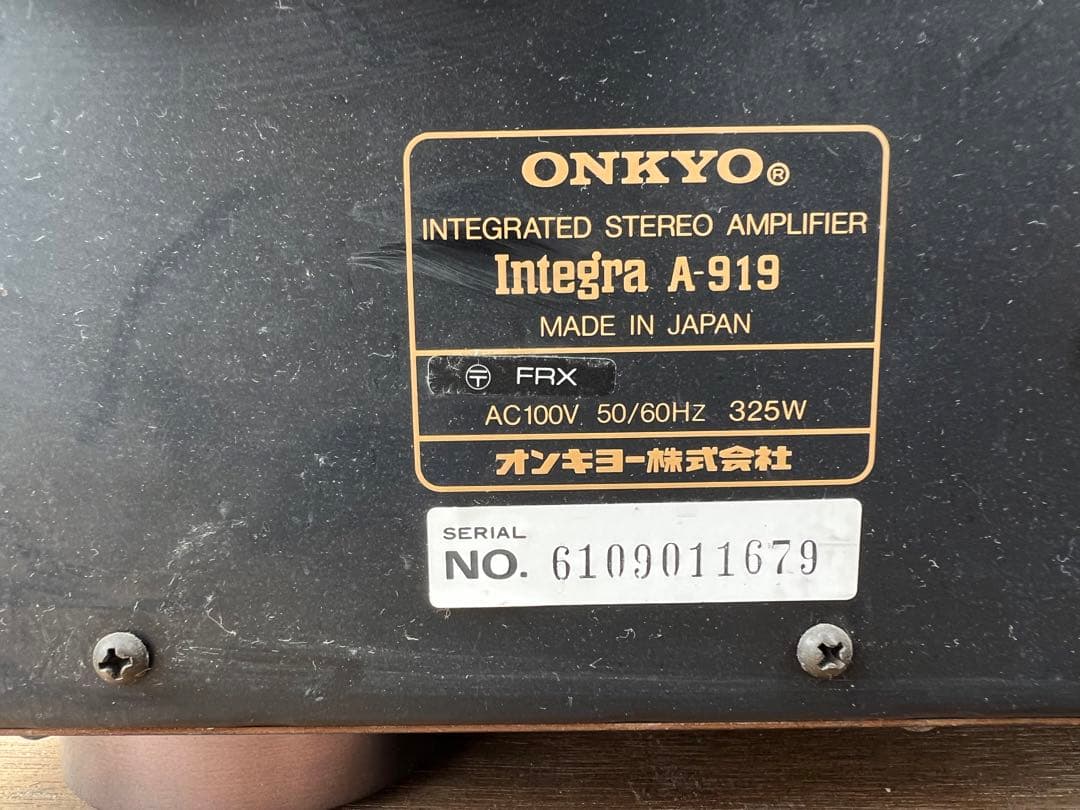 ONKYO®
INTEGRATED STEREO AMPLIFIER
Integra A-919
MADE IN JAPAN
〶 FRX
AC100V 50/60Hz 325W
オンキヨー株式会社
SERIAL
NO. 6109011679